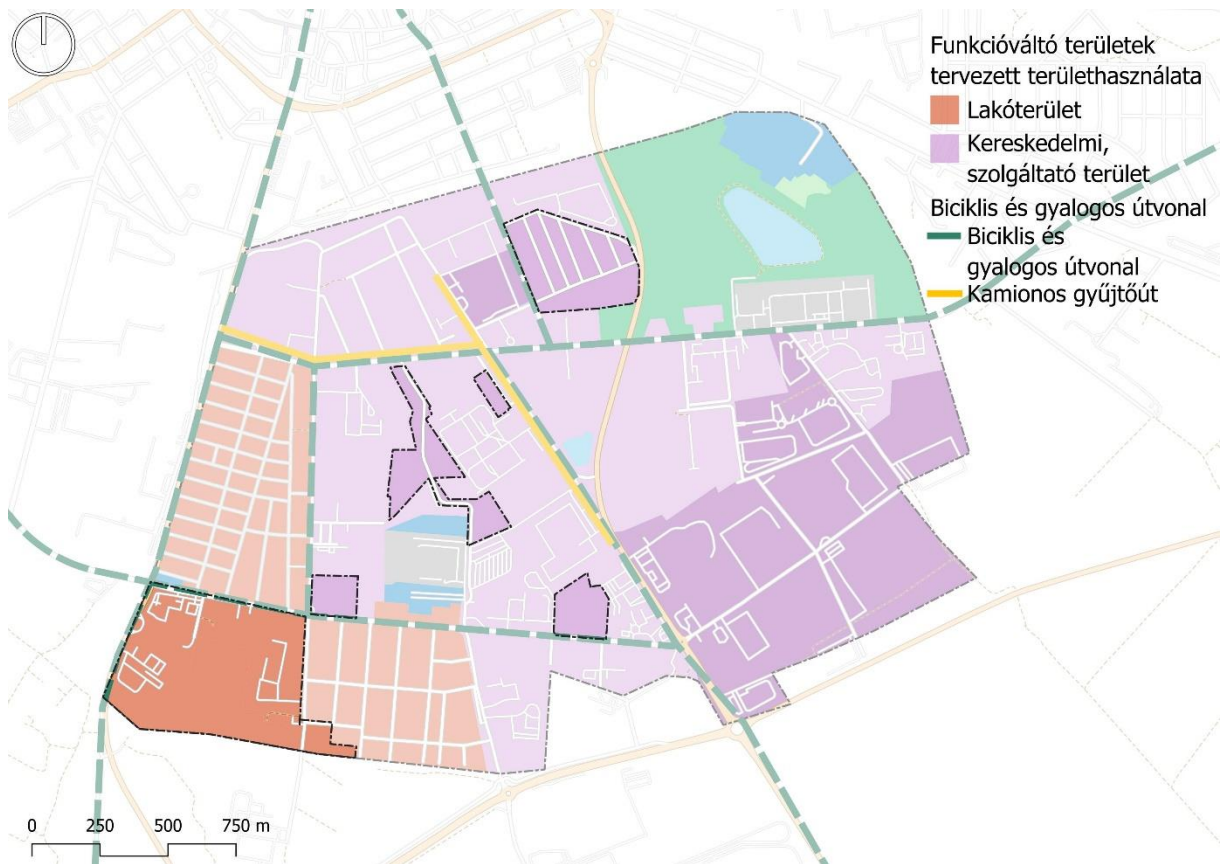 Funkcióváltó területek
tervezett területhasználata
Lakóterület
Kereskedelmi,
szolgáltató terület
Biciklis és gyalogos útvonal
Biciklis és
gyalogos útvonal
Kamionos gyűjtőút
0 250 500 750 m